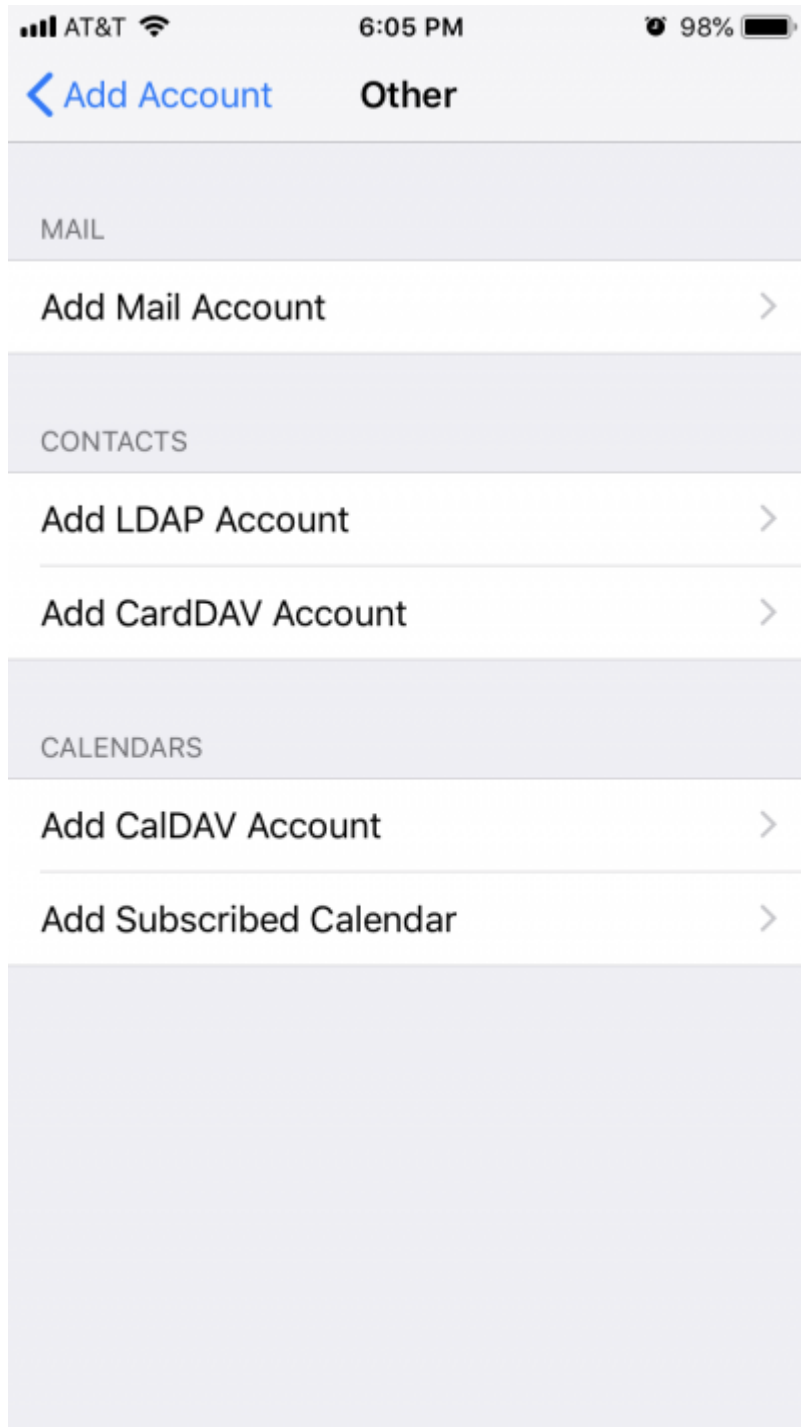 AT&T 6:05 PM 98%
Add Account Other
MAIL
Add Mail Account
CONTACTS
Add LDAP Account
Add CardDAV Account
CALENDARS
Add CalDAV Account
Add Subscribed Calendar